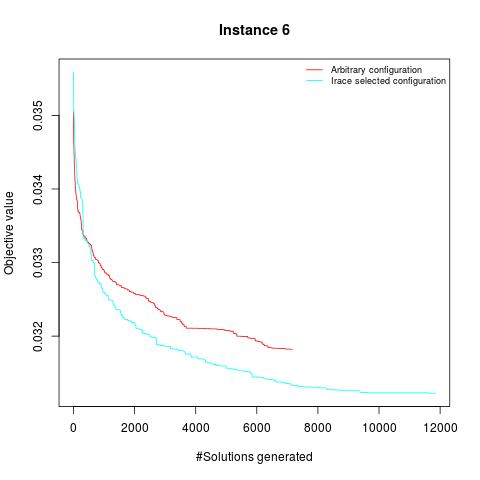 Instance 6
Arbitrary configuration
Irace selected configuration
Objective value
0.035
0.034
0.033
0.032
0 2000 4000 6000 8000 10000 12000
#Solutions generated